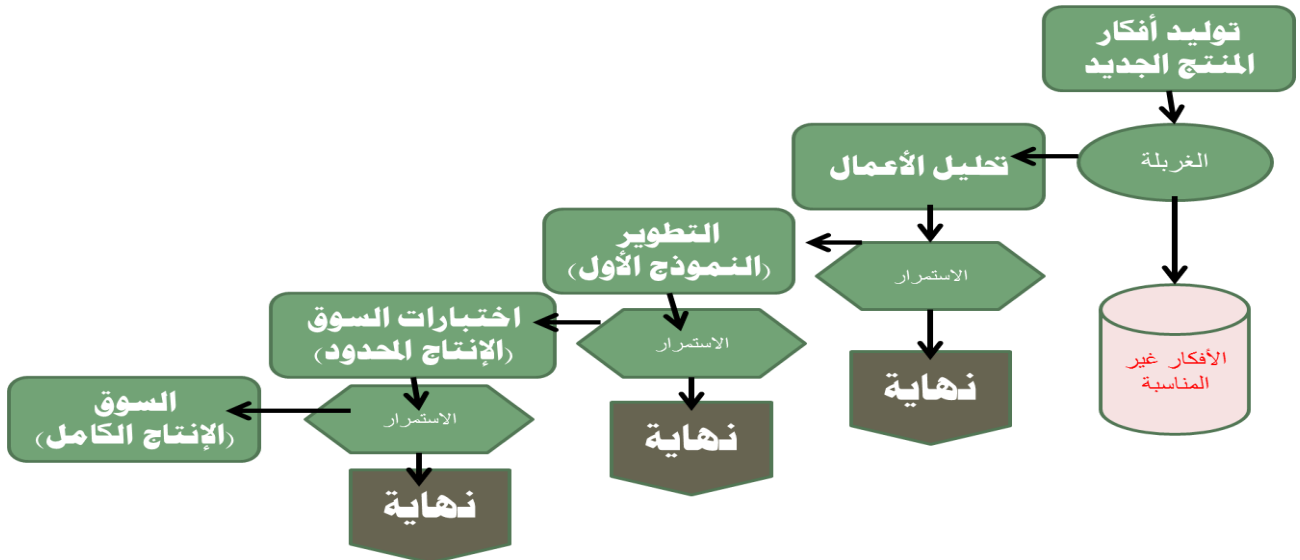 توليد أفكار
المنتج الجديد
الغربلة
تحليل الأعمال
الأفكار غير
المناسبة
التطوير
(النموذج الأول)
الاستمرار
نهاية
اختبارات السوق
(الإنتاج المحدود)
الاستمرار
نهاية
السوق
(الإنتاج الكامل)
الاستمرار
نهاية